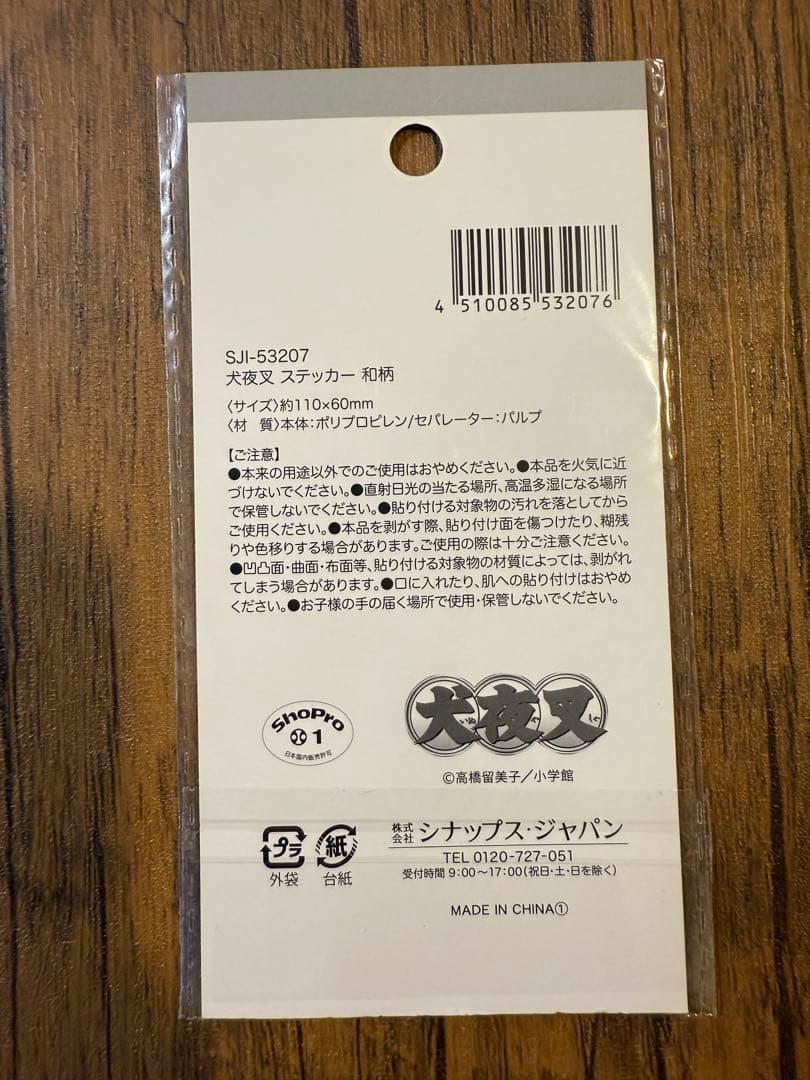 4 510085 532076
SJI-53207
犬夜叉 ステッカー 和柄
〈サイズ〉約110×60mm
〈材 質〉本体:ポリプロピレン/セパレーター:パルプ
【ご注意】
●本来の用途以外でのご使用はおやめください。●本品を火気に近
づけないでください。●直射日光の当たる場所、高温多湿になる場所
で保管しないでください。●貼り付ける対象物の汚れを落としてから
ご使用ください。●本品を剥がす際、貼り付け面を傷つけたり、糊残
りや色移りする場合があります。ご使用の際は十分ご注意ください。
●凹凸面・曲面・布面等、貼り付ける対象物の材質によっては、剥がれ
てしまう場合があります。●口に入れたり、肌への貼り付けはおやめ
ください。●お子様の手の届く場所で使用・保管しないでください。
ShoPro
1
日本国内販売許可
犬夜叉
©高橋留美子/小学館
株式会社 シナップス・ジャパン
TEL 0120-727-051
受付時間 9:00〜17:00(祝日・土・日を除く)
プラ 紙
外袋 台紙
MADE IN CHINA①